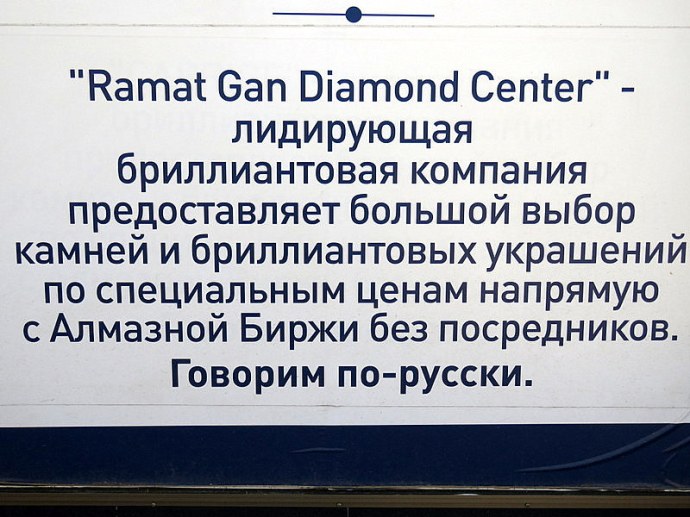 "Ramat Gan Diamond Center" -
лидирующая
бриллиантовая компания
предоставляет большой выбор
камней и бриллиантовых украшений
по специальным ценам напрямую
с Алмазной Биржи без посредников.
Говорим по-русски.